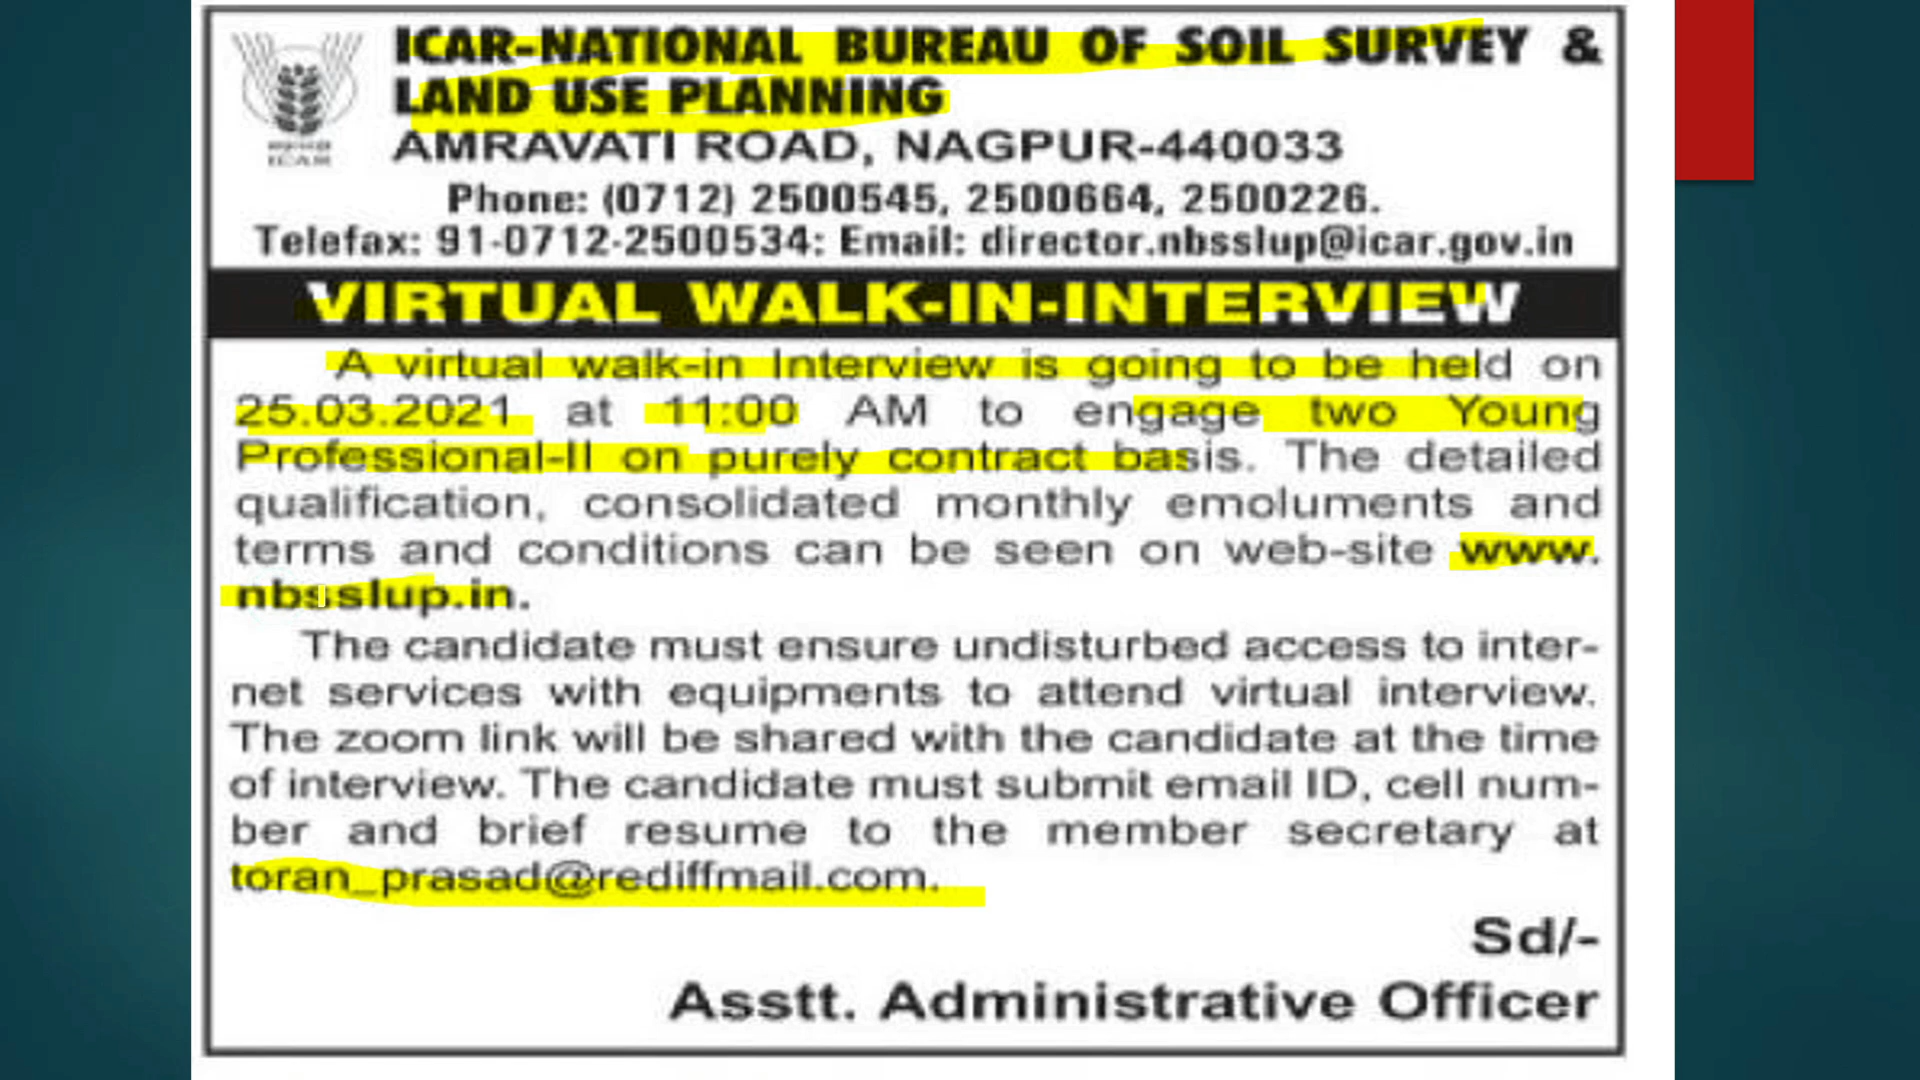 ICAR-NATIONAL BUREAU OF SOIL SURVEY &
LAND USE PLANNING
AMRAVATI ROAD, NAGPUR-440033
ICAR
Phone: (0712) 2500545, 2500664, 2500226.
Telefax: 91-0712-2500534: Email: director.nbsslup@icar.gov.in
VIRTUAL WALK-IN-INTERVIEW
A virtual walk-in Interview is going to be held on
25.03.2021 at 11:00 AM to engage two Young
Professional-II on purely contract basis. The detailed
qualification, consolidated monthly emoluments and
terms and conditions can be seen on web-site www.
nbsslup.in.
The candidate must ensure undisturbed access to inter-
net services with equipments to attend virtual interview.
The zoom link will be shared with the candidate at the time
of interview. The candidate must submit email ID, cell num-
ber and brief resume to the member secretary at
toran_prasad@rediffmail.com.
Sd/-
Asstt. Administrative Officer